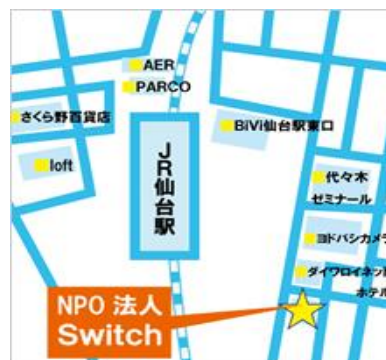 AER
PARCO
さくら野百貨店
BiVi仙台駅東口
loft
JR仙台駅
代々木
ゼミナール
ヨドバシカメラ
ダイワロイネット
ホテル
NPO 法人
Switch